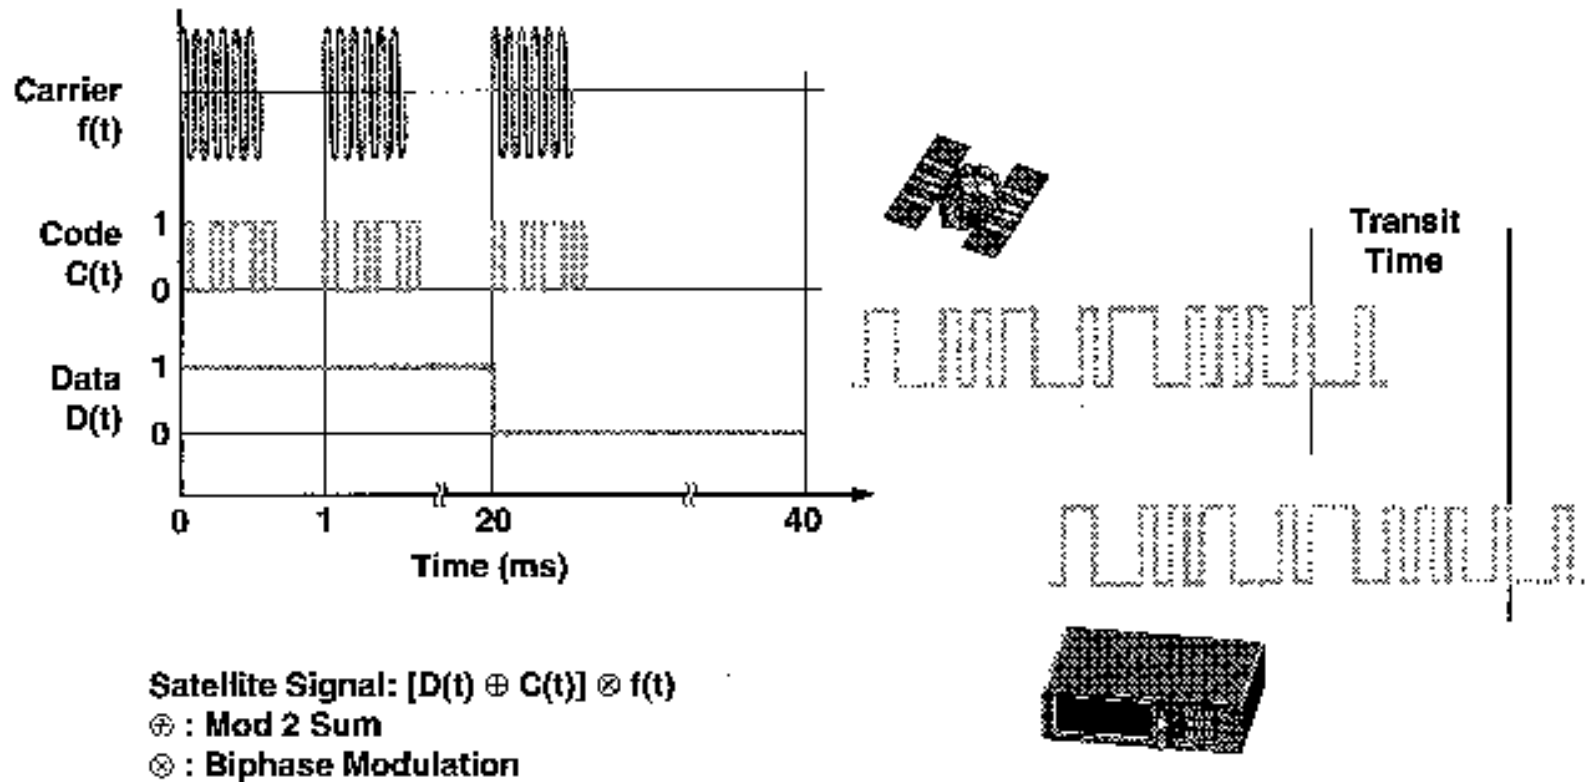 Carrier
f(t)
Code
C(t)
1
0
Data
D(t)
1
0
0
1
20
40
Time (ms)
Transit
Time
Satellite Signal: [D(t) ⊕ C(t)] ⊗ f(t)
⊕ : Mod 2 Sum
⊗ : Biphase Modulation